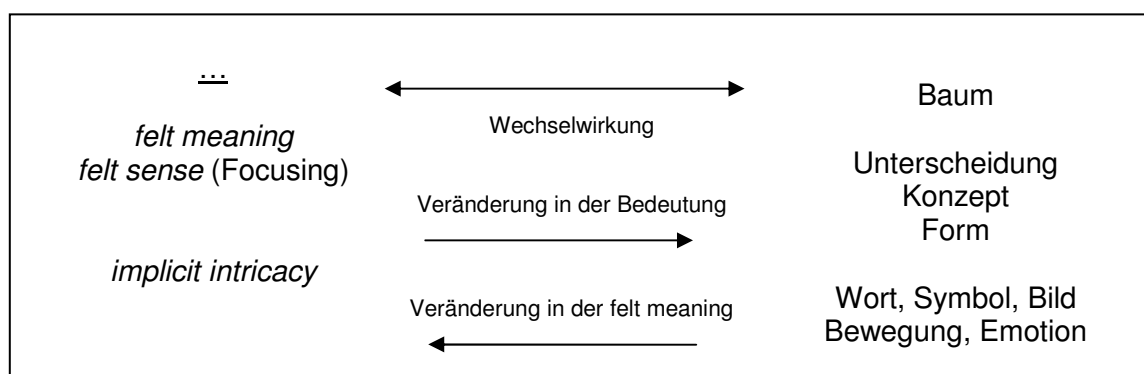 ...
felt meaning
felt sense (Focusing)
implicit intricacy
Wechselwirkung
Veränderung in der Bedeutung
Veränderung in der felt meaning
Baum
Unterscheidung
Konzept
Form
Wort, Symbol, Bild
Bewegung, Emotion